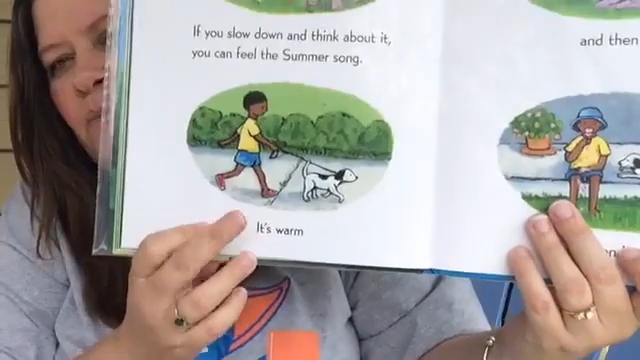 If you slow down and think about it,
you can feel the Summer song.
It's warm
and then